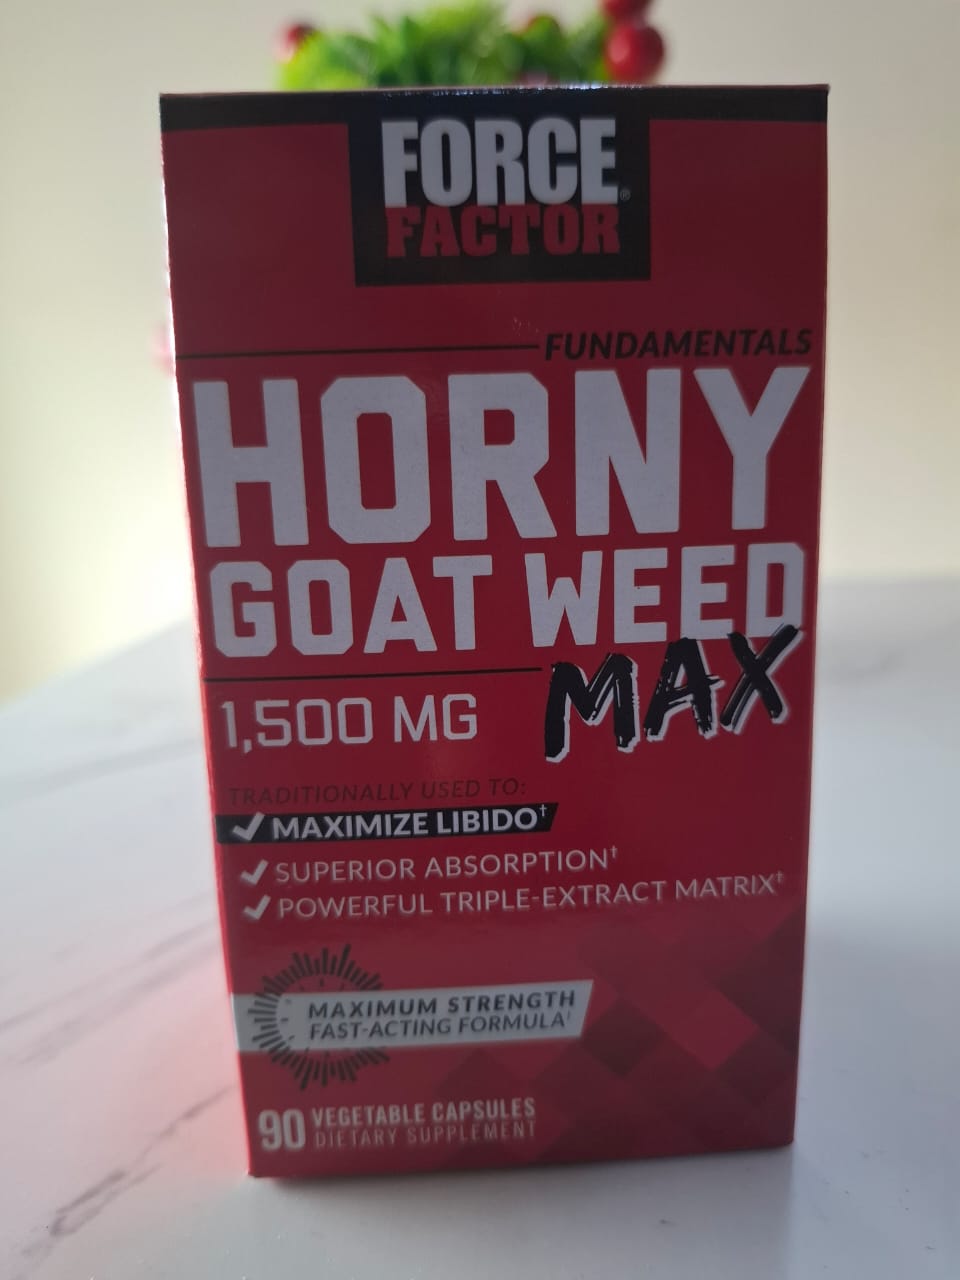 FORCE
FACTOR®
FUNDAMENTALS
HORNY
GOAT WEED
MAX
1,500 MG
TRADITIONALLY USED TO:
MAXIMIZE LIBIDO†
SUPERIOR ABSORPTION†
POWERFUL TRIPLE-EXTRACT MATRIX‡
MAXIMUM STRENGTH
FAST-ACTING FORMULA†
90 VEGETABLE CAPSULES
DIETARY SUPPLEMENT